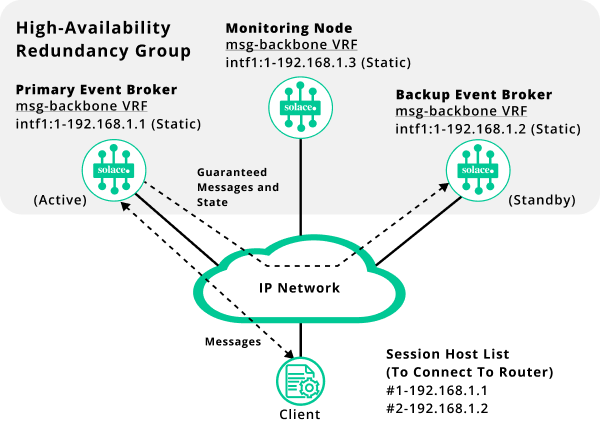 High-Availability
Redundancy Group
Monitoring Node
msg-backbone VRF
intf1:1-192.168.1.3 (Static)
Primary Event Broker
msg-backbone VRF
intf1:1-192.168.1.1 (Static)
Backup Event Broker
msg-backbone VRF
intf1:1-192.168.1.2 (Static)
solace.
solace.
solace.
Guaranteed
Messages and
State
(Active)
(Standby)
IP Network
Messages
Client
Session Host List
(To Connect To Router)
#1-192.168.1.1
#2-192.168.1.2